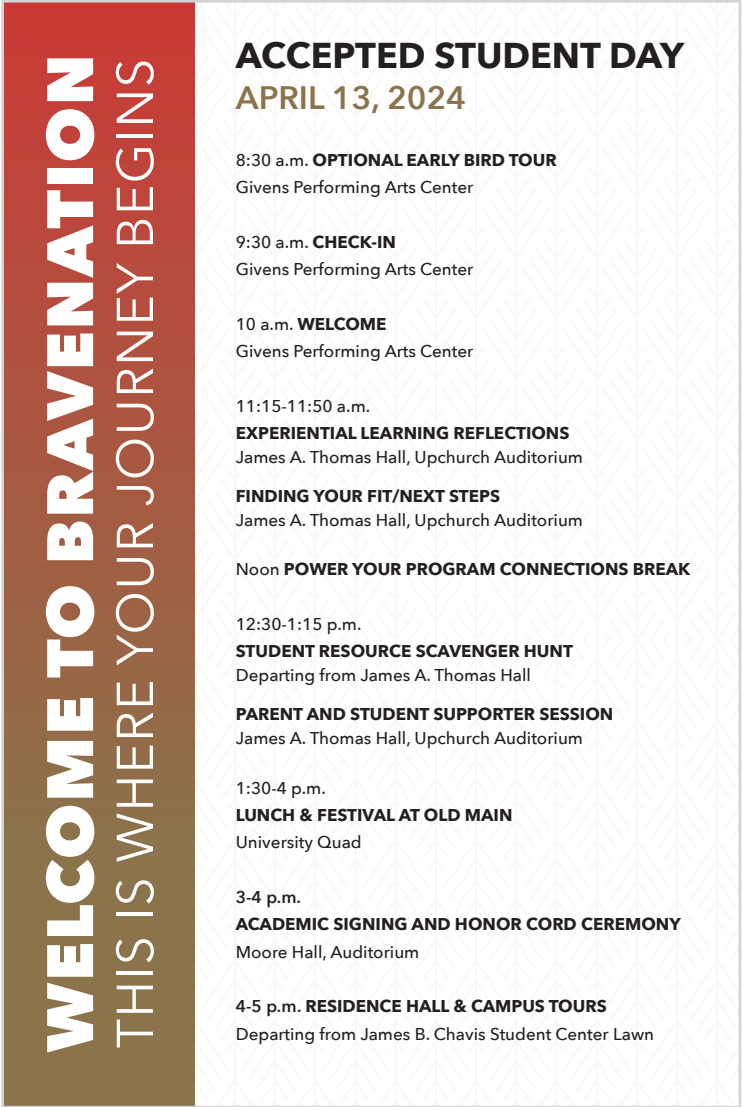 WELCOME TO BRAVENATION
THIS IS WHERE YOUR JOURNEY BEGINS
ACCEPTED STUDENT DAY
APRIL 13, 2024
8:30 a.m. OPTIONAL EARLY BIRD TOUR
Givens Performing Arts Center
9:30 a.m. CHECK-IN
Givens Performing Arts Center
10 a.m. WELCOME
Givens Performing Arts Center
11:15-11:50 a.m.
EXPERIENTIAL LEARNING REFLECTIONS
James A. Thomas Hall, Upchurch Auditorium
FINDING YOUR FIT/NEXT STEPS
James A. Thomas Hall, Upchurch Auditorium
Noon POWER YOUR PROGRAM CONNECTIONS BREAK
12:30-1:15 p.m.
STUDENT RESOURCE SCAVENGER HUNT
Departing from James A. Thomas Hall
PARENT AND STUDENT SUPPORTER SESSION
James A. Thomas Hall, Upchurch Auditorium
1:30-4 p.m.
LUNCH & FESTIVAL AT OLD MAIN
University Quad
3-4 p.m.
ACADEMIC SIGNING AND HONOR CORD CEREMONY
Moore Hall, Auditorium
4-5 p.m. RESIDENCE HALL & CAMPUS TOURS
Departing from James B. Chavis Student Center Lawn